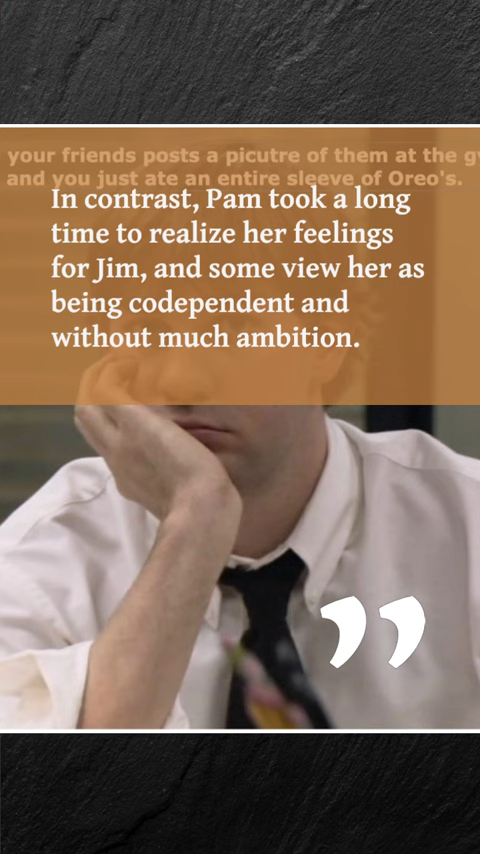 your friends posts a picutre of them at the
and you just ate an entire sleeve of Oreo's.
In contrast, Pam took a long
time to realize her feelings
for Jim, and some view her as
being codependent and
without much ambition.
”